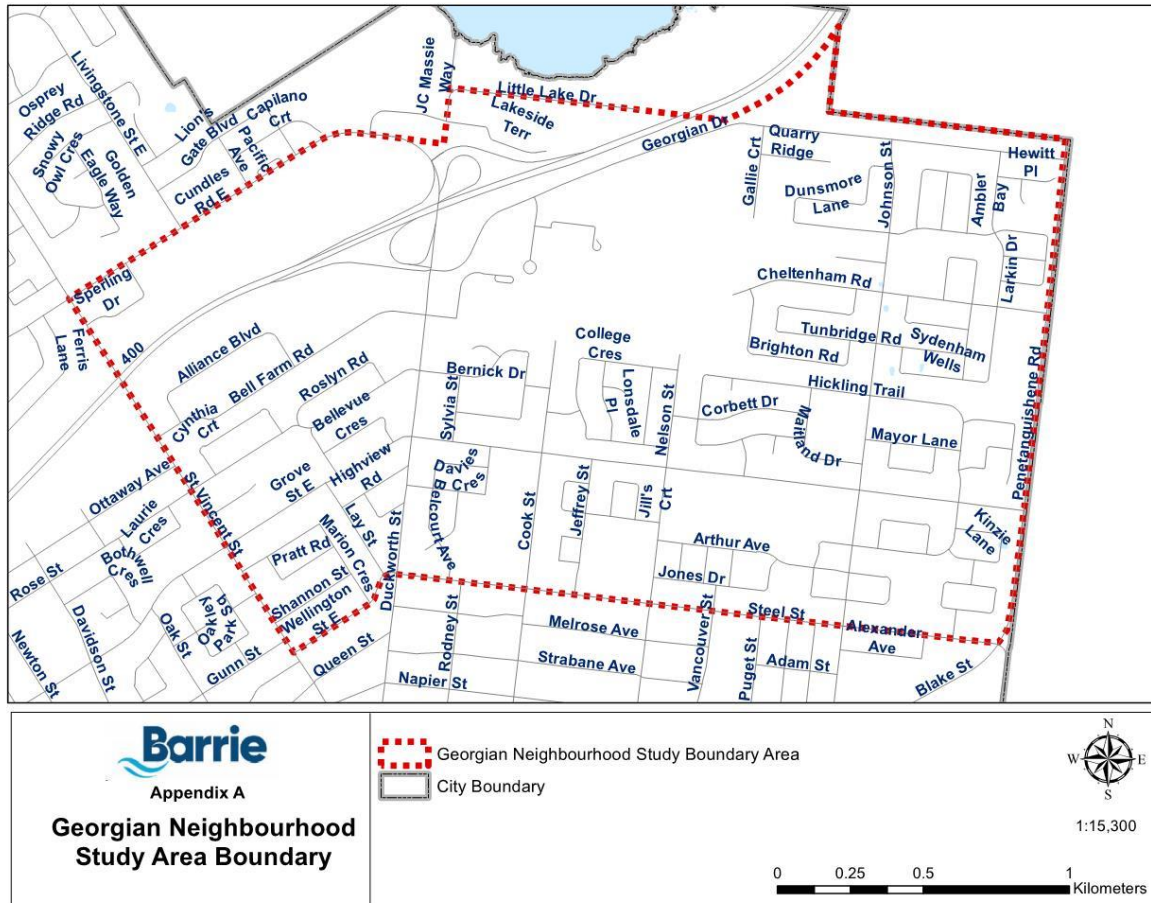 JC Massie
Way
Little Lake Dr
Lakeside
Terr
Georgian Dr
Livingstone St E
Osprey
Ridge Rd
Snowy
Owl Cres
Golden
Eagle Way
Lion's
Gate Blvd
Capilano
Crt
Pacific
Ave
Cundles
Rd E
Gallie Crt
Quarry
Ridge
Dunsmore
Lane
Johnson St
Ambler
Bay
Hewitt
Pl
Larkin Dr
Sperling
Dr
Ferris
Lane
400
Cheltenham Rd
Tunbridge Rd
Brighton Rd
Sydenham
Wells
Penetanguishene Rd
Alliance Blvd
Bell Farm Rd
Cynthia
Crt
Roslyn Rd
Bellevue
Cres
Bernick Dr
Sylvia St
College
Cres
Lonsdale
Pl
Nelson St
Hickling Trail
Corbett Dr
Maitland Dr
Mayor Lane
Ottaway Ave
St Vincent St
Grove
St E
Highview
Rd
Davies
Cres
Belcourt Ave
Cook St
Jeffrey St
Jill's
Crt
Kinzie
Lane
Laurie
Cres
Bothwell
Cres
Rose St
Pratt Rd
Lay St
Marion Cres
Duckworth St
Arthur Ave
Jones Dr
Shannon St
Wellington
St E
Steel St
Alexander
Ave
Newton St
Davidson St
Oak St
Oakley
Park Sq
Gunn St
Queen St
Rodney St
Melrose Ave
Strabane Ave
Napier St
Vancouver St
Puget St
Adam St
Blake St
Barrie
Appendix A
Georgian Neighbourhood
Study Area Boundary
Georgian Neighbourhood Study Boundary Area
City Boundary
N
W
E
S
1:15,300
0 0.25 0.5 1
Kilometers